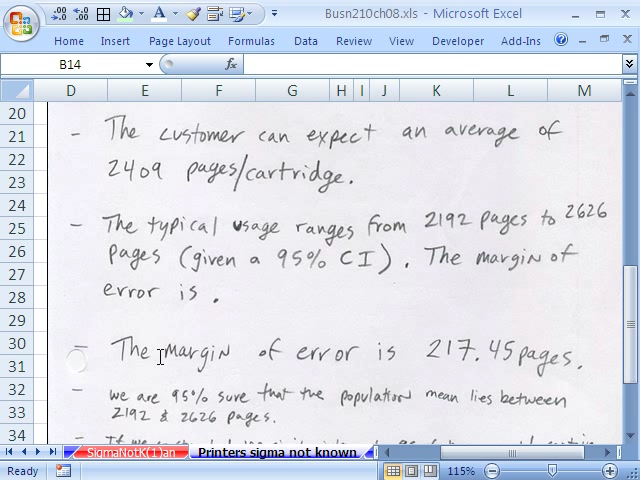 Busn210ch08.xls - Microsoft Excel
Home Insert Page Layout Formulas Data Review View Developer Add-Ins
B14 fx
D E F G H I J K L M
20
21
22
23
24
25
26
27
28
29
30
31
32
33
34
- The customer can expect an average of
2409 pages/cartridge.
- The typical usage ranges from 2192 pages to 2626
pages (given a 95% CI). The margin of
error is .
- The margin of error is 217.45 pages.
- we are 95% sure that the population mean lies between
2192 & 2626 pages.
SigmaNotK(1)an Printers sigma not known
Ready 115%